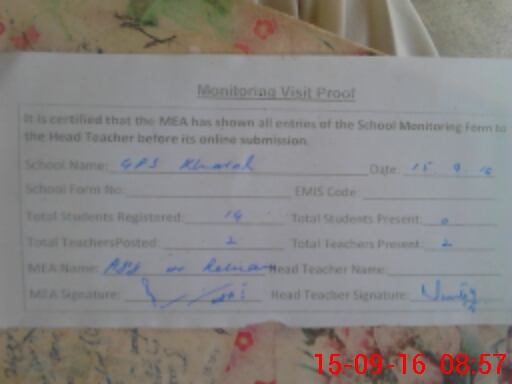 Monitoring Visit Proof
It is certified that the MEA has shown all entries of the School Monitoring Form to
the Head Teacher before its online submission.
School Name: GPS Date: 15. 9. 16
School Form No: EMIS Code:
Total Students Registered: 19 Total Students Present: 0
Total TeachersPosted: 2 Total Teachers Present: 2
MEA Name: ur Rehman Head Teacher Name:
MEA Signature: Head Teacher Signature:
15-09-16 08:57